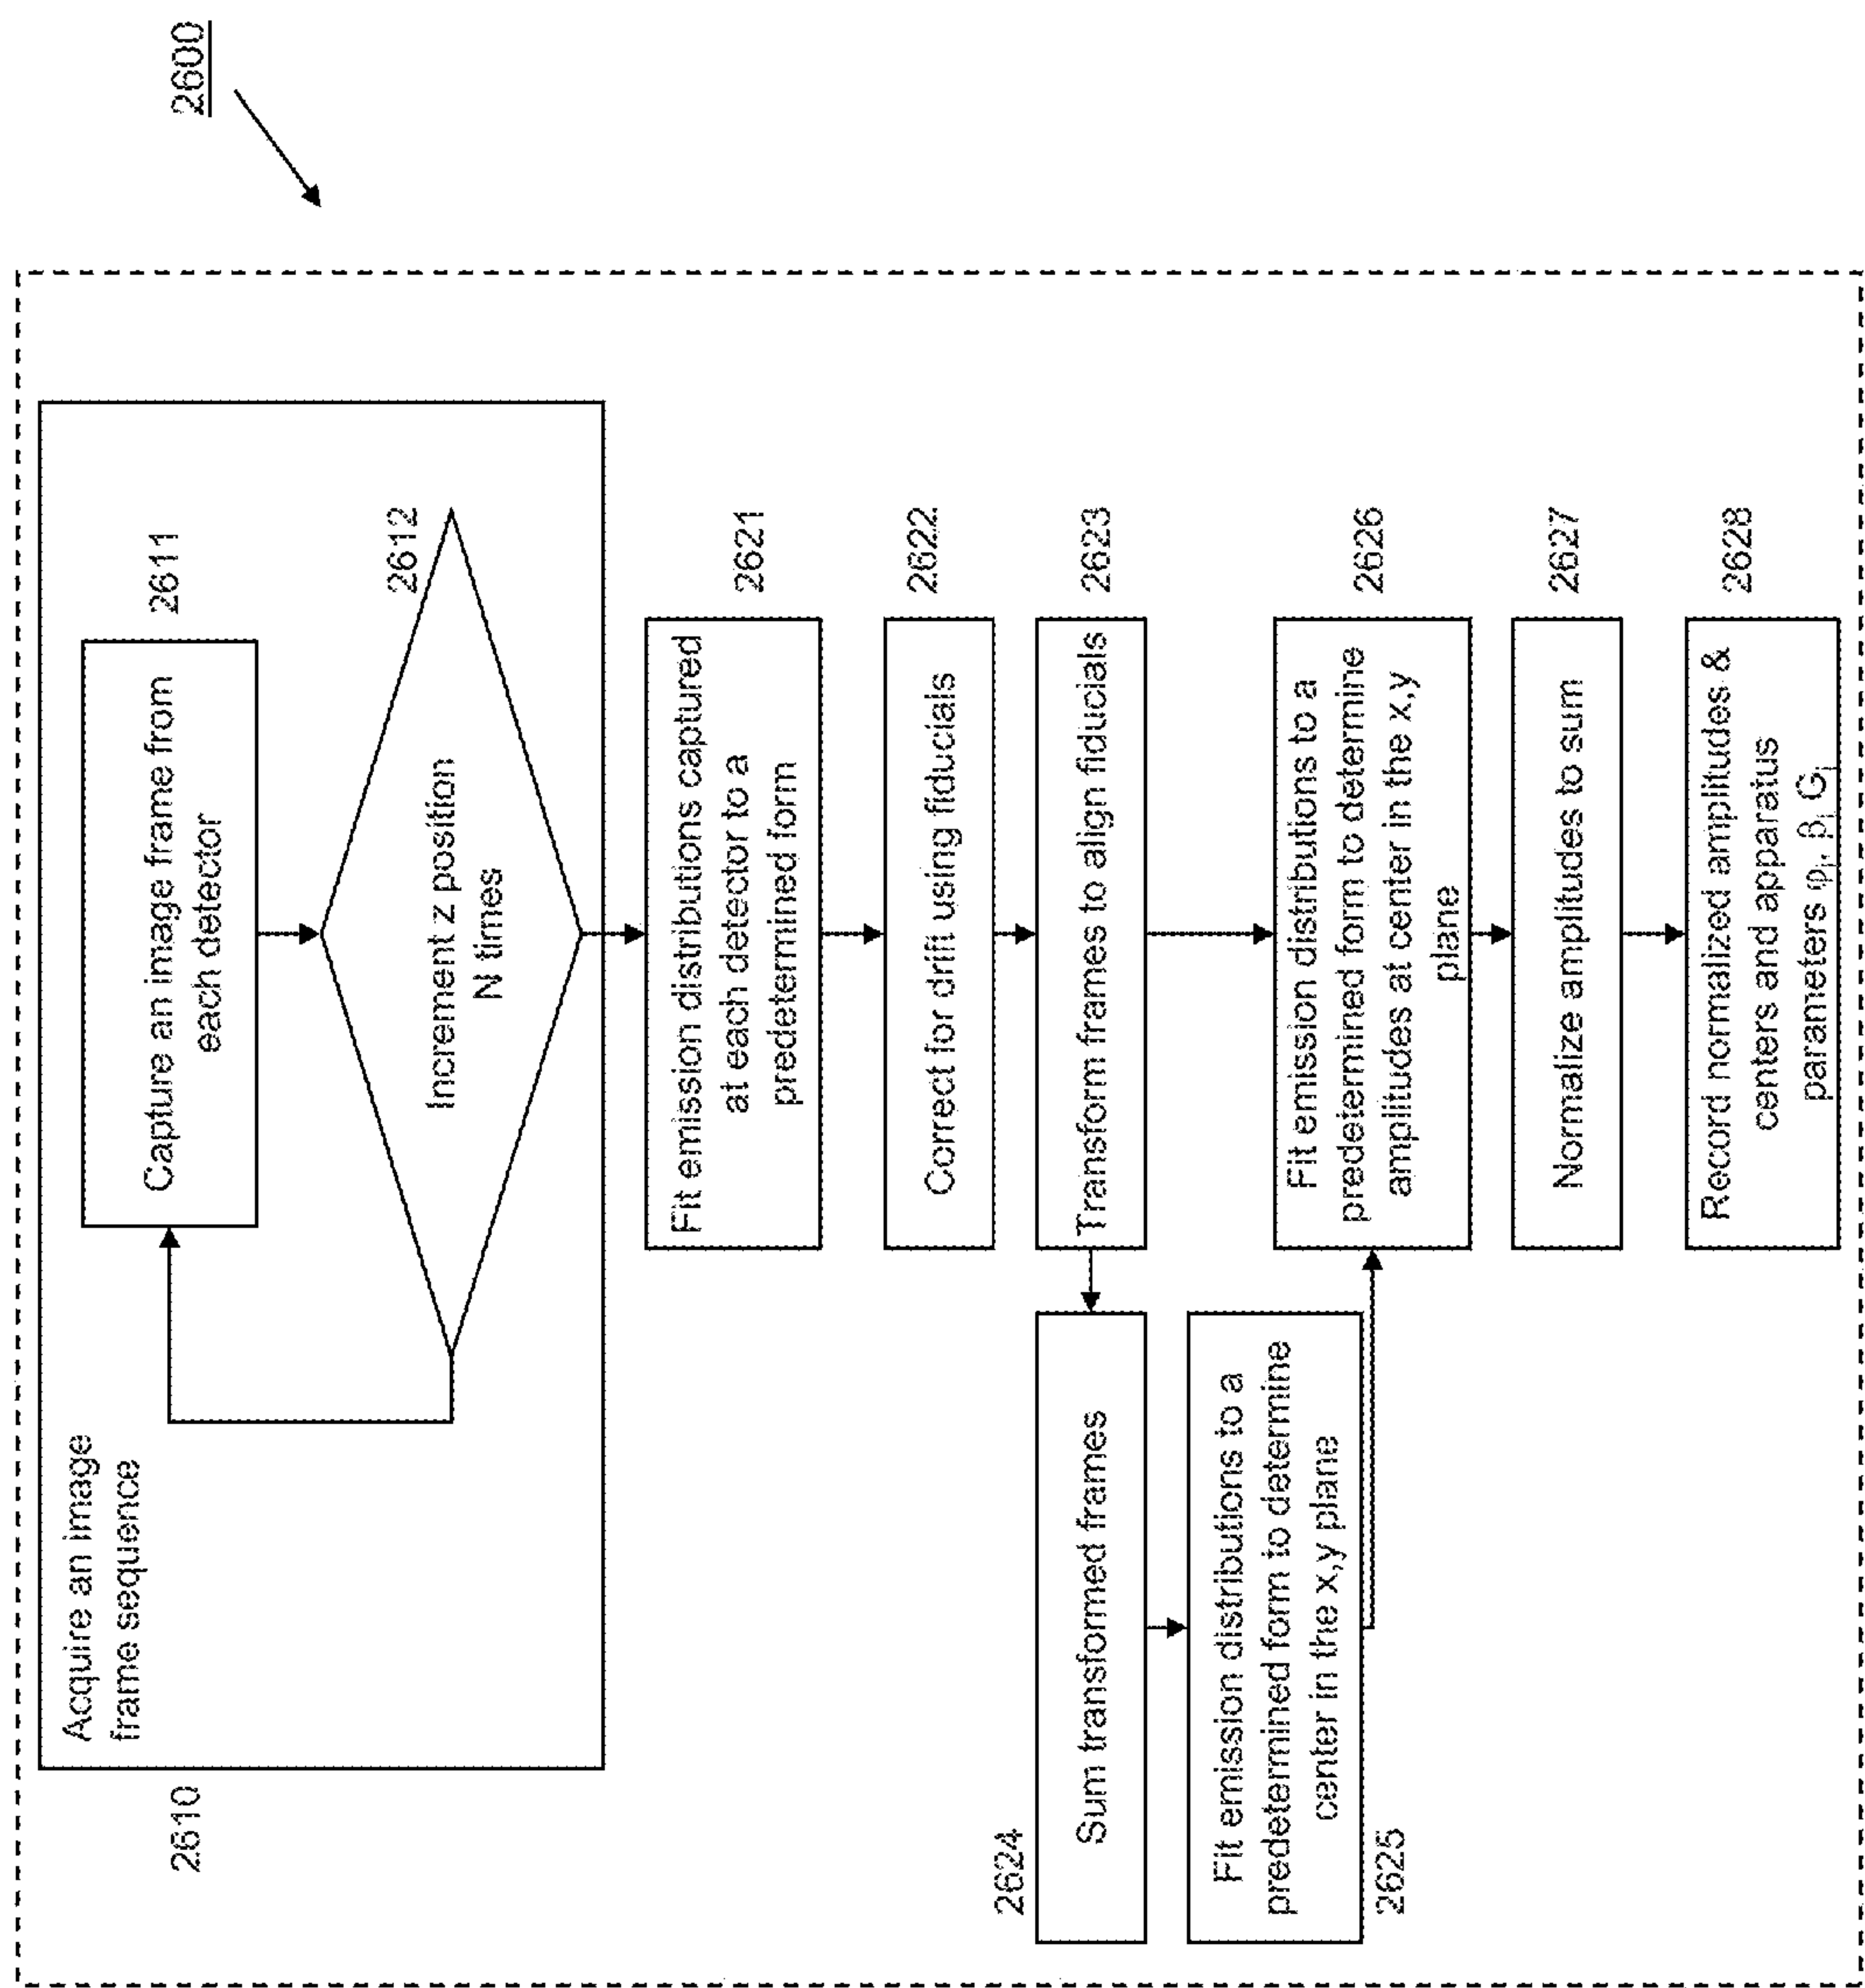 2600
2610
Acquire an image
frame sequence
Capture an image frame from
each detector
2611
Increment z position
N times
2612
Fit emission distributions captured
at each detector to a
predetermined form
2621
Correct for drift using fiducials
2622
Transform frames to align fiducials
2623
2624
Sum transformed frames
Fit emission distributions to a
predetermined form to determine
center in the x,y plane
2625
Fit emission distributions to a
predetermined form to determine
amplitudes at center in the x,y
plane
2626
Normalize amplitudes to sum
2627
Record normalized amplitudes &
centers and apparatus
parameters φi, βi Gi
2628